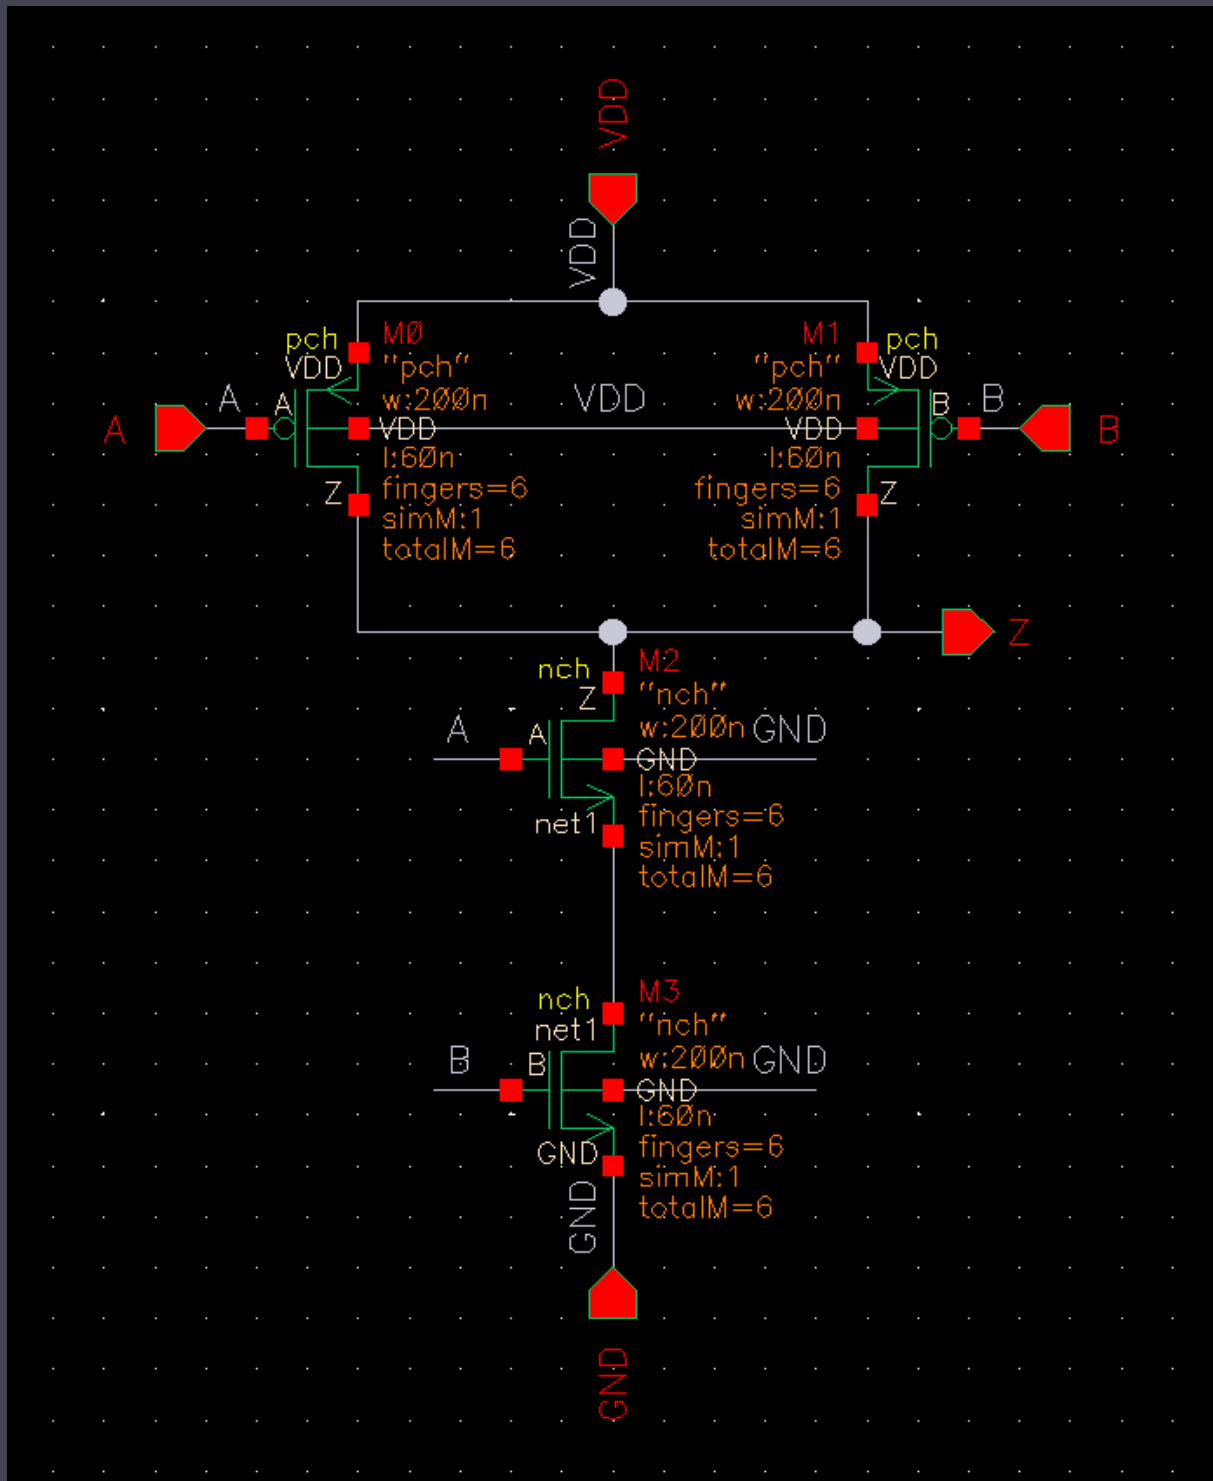 VDD
VDD
pch
M0
VDD
"pch"
w:200n
A
A
A
VDD
l:60n
Z
fingers=6
simM:1
totalM=6
VDD
M1
pch
"pch"
VDD
w:200n
B
B
B
VDD
l:60n
fingers=6
Z
simM:1
totalM=6
Z
nch
M2
Z
"nch"
w:200n
GND
A
A
GND
l:60n
net1
fingers=6
simM:1
totalM=6
nch
M3
net1
"nch"
w:200n
GND
B
B
GND
l:60n
GND
fingers=6
simM:1
totalM=6
GND
GND